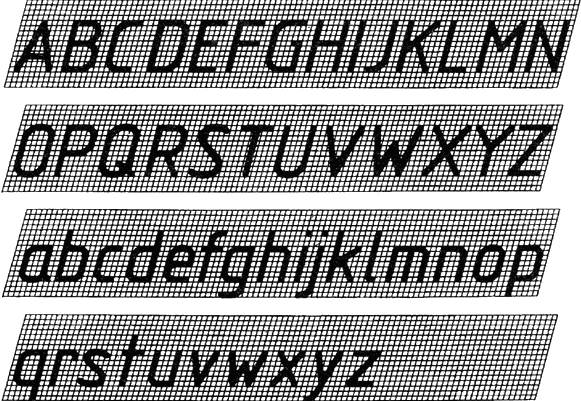 ABCDEFGHIJKLMN
OPQRSTUVWXYZ
abcdefghijklmnop
qrstuvwxyz